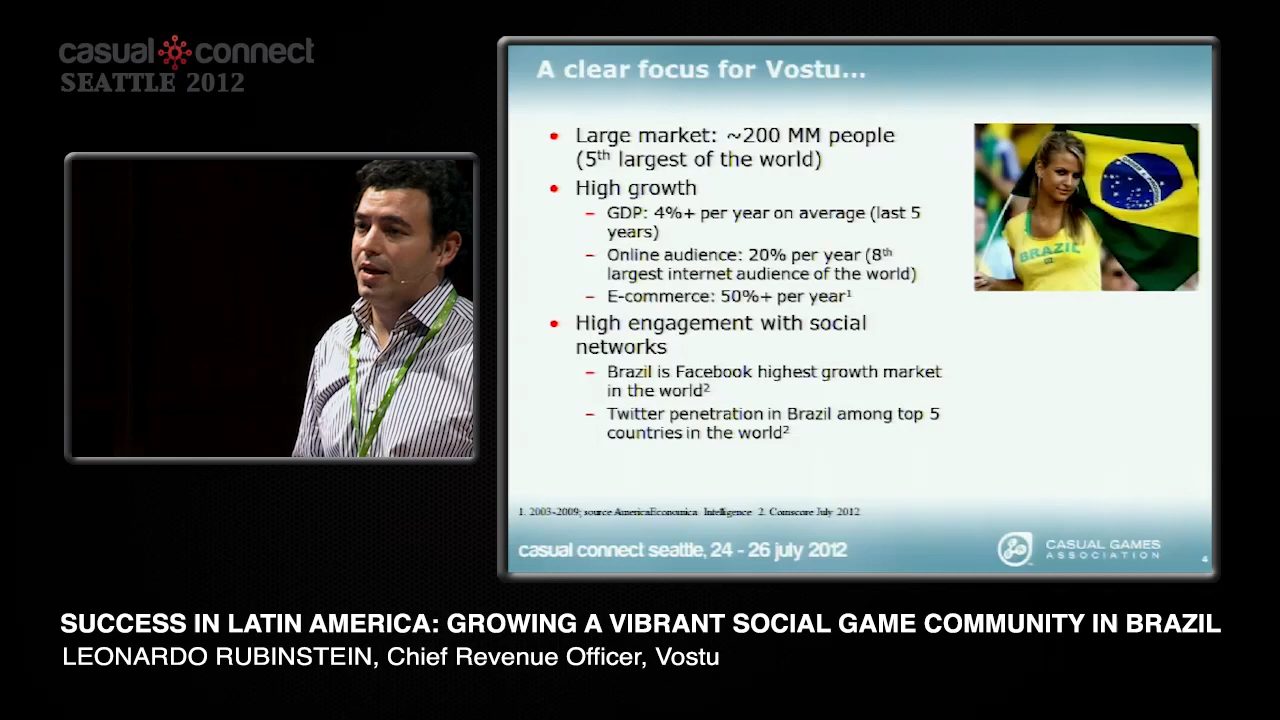 casual connect
SEATTLE 2012
A clear focus for Vostu...
• Large market: ~200 MM people
(5th largest of the world)
• High growth
– GDP: 4%+ per year on average (last 5
years)
– Online audience: 20% per year (8th
largest internet audience of the world)
– E-commerce: 50%+ per year1
• High engagement with social
networks
– Brazil is Facebook highest growth market
in the world2
– Twitter penetration in Brazil among top 5
countries in the world2
BRAZIL
1. 2003-2009; source AmericaEconomica Intelligence 2. Comscore July 2012
casual connect seattle, 24 - 26 july 2012
CASUAL GAMES
ASSOCIATION
4
SUCCESS IN LATIN AMERICA: GROWING A VIBRANT SOCIAL GAME COMMUNITY IN BRAZIL
LEONARDO RUBINSTEIN, Chief Revenue Officer, Vostu